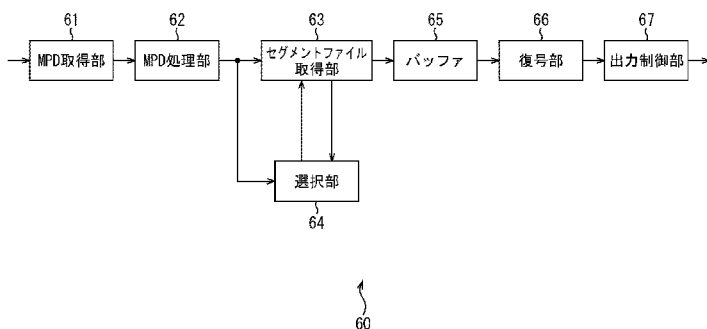 61
62
63
65
66
67
MPD取得部
MPD処理部
セグメントファイル
取得部
バッファ
復号部
出力制御部
選択部
64
60